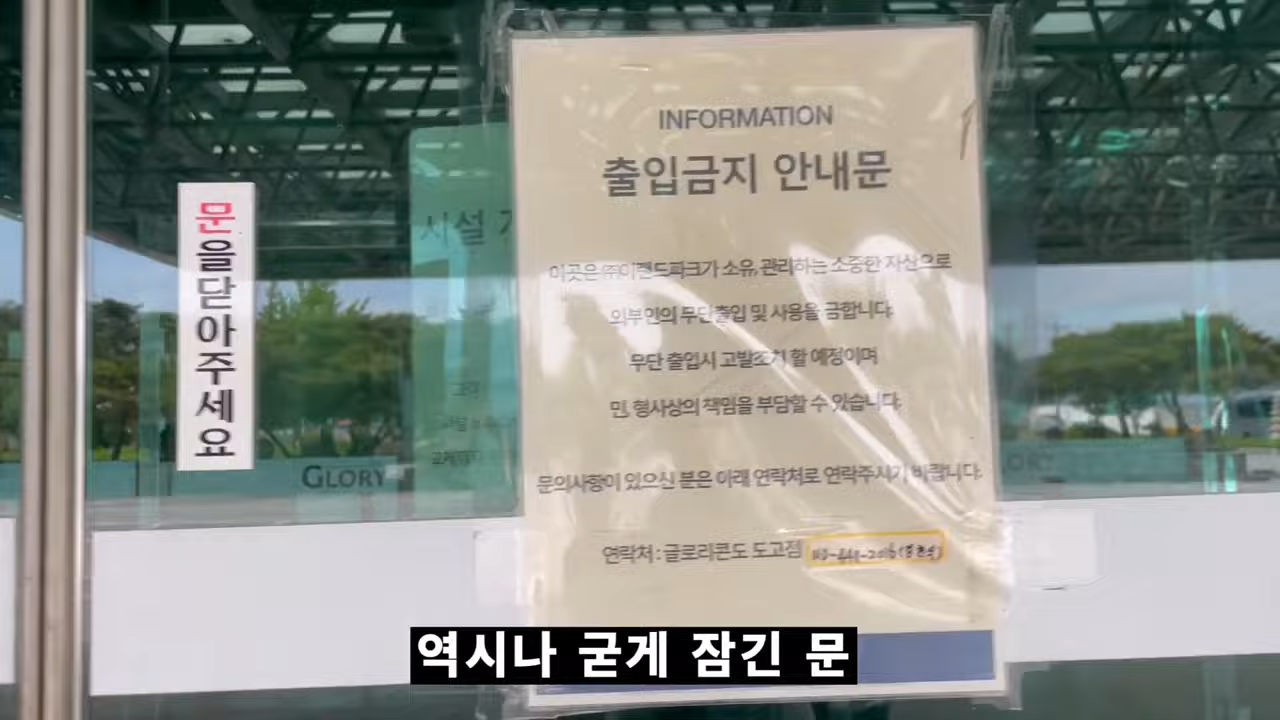 문을닫아주세요
시설
GLORY
INFORMATION
출입금지 안내문
이곳은 ㈜이랜드파크가 소유, 관리하는 소중한 자산으로
외부인의 무단출입 및 사용을 금합니다.
무단 출입시 고발조치 할 예정이며
민, 형사상의 책임을 부담할 수 있습니다.
문의사항이 있으신 분은 아래 연락처로 연락주시기 바랍니다.
연락처 : 글로리콘도 도고점
역시나 굳게 잠긴 문